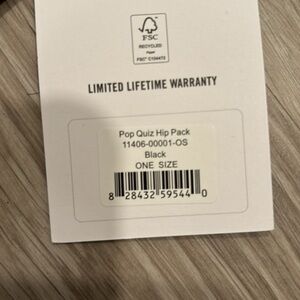 FSC
RECYCLED
Paper
FSC® C104472
LIMITED LIFETIME WARRANTY
Pop Quiz Hip Pack
11406-00001-OS
Black
ONE SIZE
8 28432 59544 0